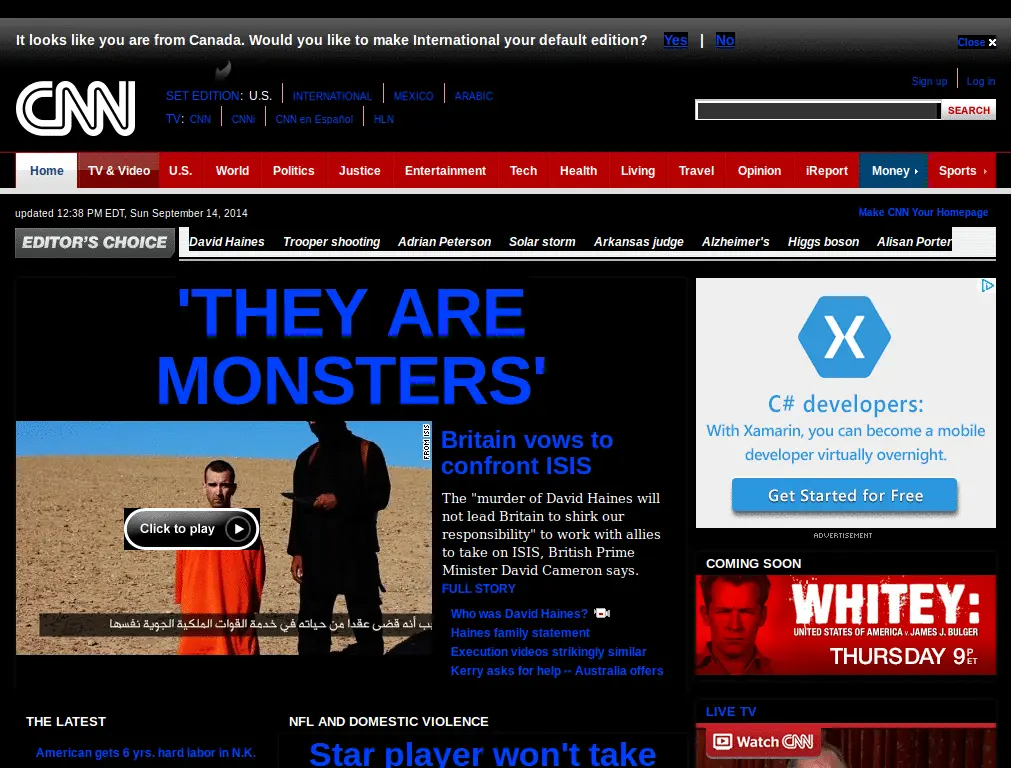 It looks like you are from Canada. Would you like to make International your default edition? Yes | No
Close
CNN
SET EDITION: U.S. INTERNATIONAL MÉXICO ARABIC
TV: CNN CNNi CNN en Español HLN
Sign up Log in
SEARCH
Home TV & Video U.S. World Politics Justice Entertainment Tech Health Living Travel Opinion iReport Money Sports
updated 12:38 PM EDT, Sun September 14, 2014
Make CNN Your Homepage
EDITOR'S CHOICE David Haines Trooper shooting Adrian Peterson Solar storm Arkansas judge Alzheimer's Higgs boson Alisan Porter
'THEY ARE
MONSTERS'
FROM ISIS
Click to play
أنه قضى عقدا من حياته في خدمة القوات الملكية الجوية نفسها
Britain vows to
confront ISIS
The "murder of David Haines will
not lead Britain to shirk our
responsibility" to work with allies
to take on ISIS, British Prime
Minister David Cameron says.
FULL STORY
Who was David Haines?
Haines family statement
Execution videos strikingly similar
Kerry asks for help -- Australia offers
THE LATEST
American gets 6 yrs. hard labor in N.K.
NFL AND DOMESTIC VIOLENCE
Star player won't take
X
C# developers:
With Xamarin, you can become a mobile
developer virtually overnight.
Get Started for Free
ADVERTISEMENT
COMING SOON
WHITEY:
UNITED STATES OF AMERICA v. JAMES J. BULGER
THURSDAY 9P ET
LIVE TV
Watch CNN